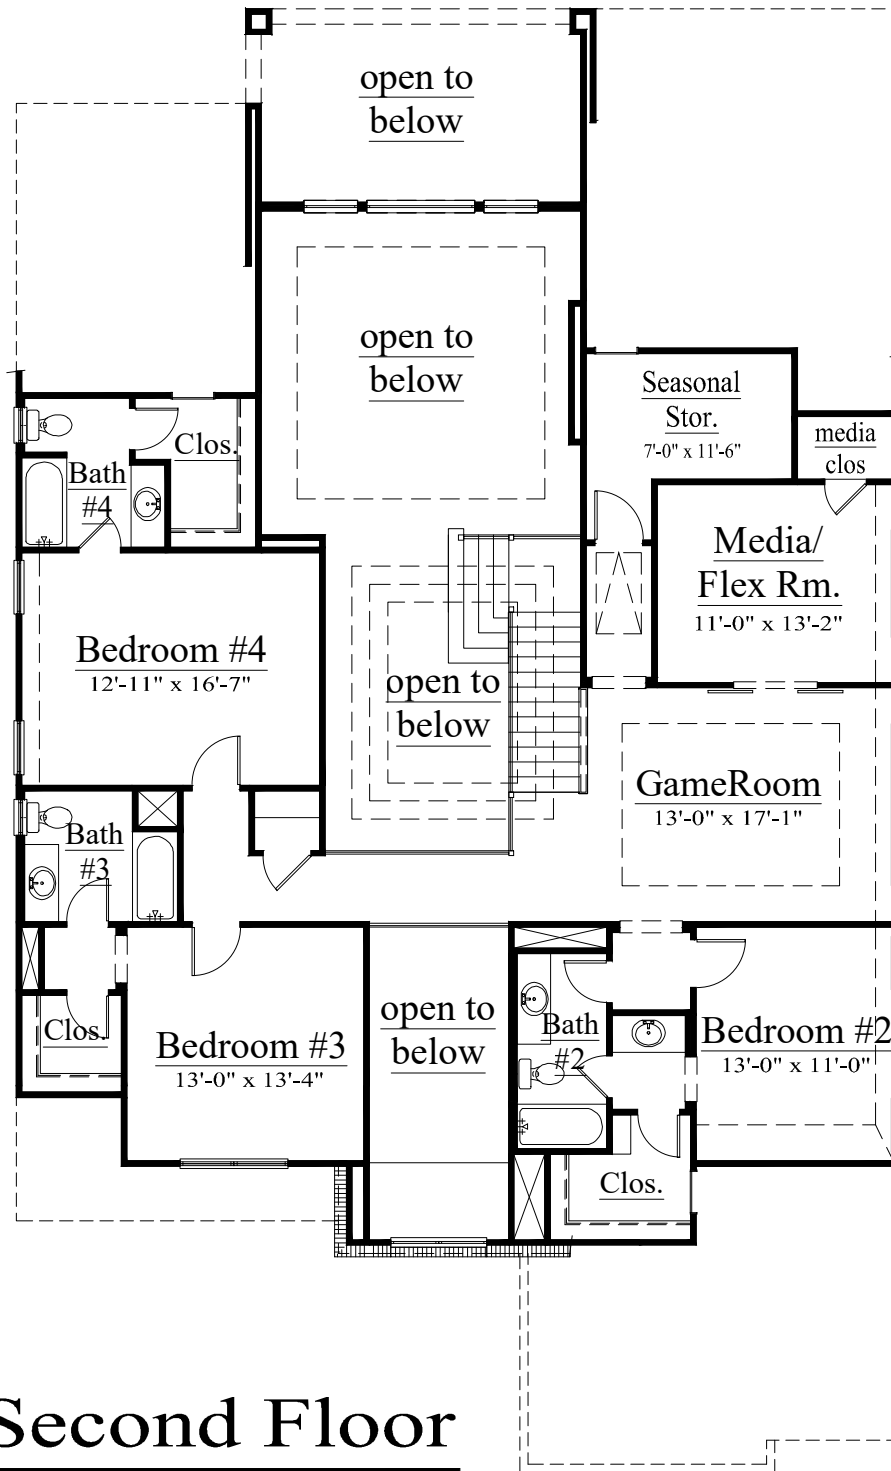 open to
below
open to
below
Seasonal
Stor.
7'-0" x 11'-6"
media
clos
Clos.
Bath
#4
Media/
Flex Rm.
11'-0" x 13'-2"
Bedroom #4
12'-11" x 16'-7"
open to
below
GameRoom
13'-0" x 17'-1"
Bath
#3
open to
below
Clos.
Bedroom #3
13'-0" x 13'-4"
Bath
#2
Bedroom #2
13'-0" x 11'-0"
Clos.
Second Floor